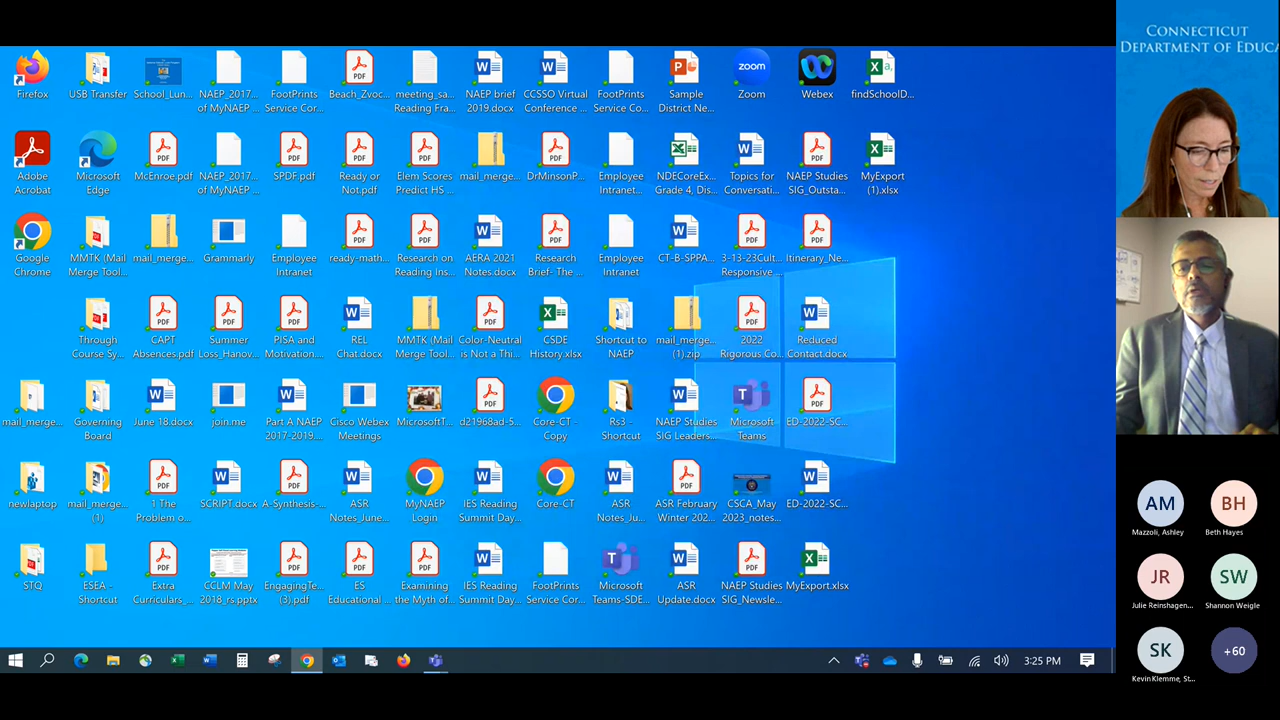 CONNECTICUT
DEPARTMENT OF EDUCA
Firefox
USB Transfer
School_Lun...
NAEP_2017...
of MyNAEP ...
FootPrints
Service Cor...
Beach_Zvoc...
meeting_sa...
Reading Fra...
NAEP brief
2019.docx
CCSSO Virtual
Conference ...
FootPrints
Service Co...
Sample
District Ne...
zoom
Zoom
Webex
findSchoolD...
Adobe
Acrobat
Microsoft
Edge
McEnroe.pdf
NAEP_2017...
of MyNAEP ...
SPDF.pdf
Ready or
Not.pdf
Elem Scores
Predict HS ...
mail_merge...
DrMinsonP...
Employee
Intranet...
NDECoreEx...
Grade 4, Dis...
Topics for
Conversati...
NAEP Studies
SIG_Outsta...
MyExport
(1).xlsx
Google
Chrome
MMTK (Mail
Merge Tool...
mail_merge...
Grammarly
Employee
Intranet
ready-math...
Research on
Reading Ins...
AERA 2021
Notes.docx
Research
Brief- The ...
Employee
Intranet
CT-B-SPPA...
3-13-23Cult...
Responsive...
Itinerary_Ne...
Through
Course Sy...
CAPT
Absences.pdf
Summer
Loss_Hanov...
PISA and
Motivation...
REL
Chat.docx
MMTK (Mail
Merge Tool...
Color-Neutral
is Not a Thi...
CSDE
History.xlsx
Shortcut to
NAEP
mail_merge...
(1).zip
2022
Rigorous Co...
Reduced
Contact.docx
mail_merge...
Governing
Board
June 18.docx
join.me
Part A NAEP
2017-2019...
Cisco Webex
Meetings
MicrosoftT...
d21968ad-5...
Core-CT -
Copy
Rs3 -
Shortcut
NAEP Studies
SIG Leaders...
Microsoft
Teams
ED-2022-SC...
newlaptop
mail_merge...
(1)
1 The
Problem o...
SCRIPT.docx
A-Synthesis-...
ASR
Notes_June...
MyNAEP
Login
IES Reading
Summit Day...
Core-CT
ASR
Notes_Ju...
ASR February
Winter 202...
CSCA_May
2023_notes...
ED-2022-SC...
STQ
ESEA -
Shortcut
Extra
Curriculars_...
CCLM May
2018_rs.pptx
EngagingTe...
(3).pdf
ES
Educational ...
Examining
the Myth of...
IES Reading
Summit Day...
FootPrints
Service Cor...
Microsoft
Teams-SDE...
ASR
Update.docx
NAEP Studies
SIG_Newsle...
MyExport.xlsx
3:25 PM
AM
Mazzoli, Ashley
BH
Beth Hayes
JR
Julie Reinshagen...
SW
Shannon Weigle
SK
Kevin Klemme, St...
+60